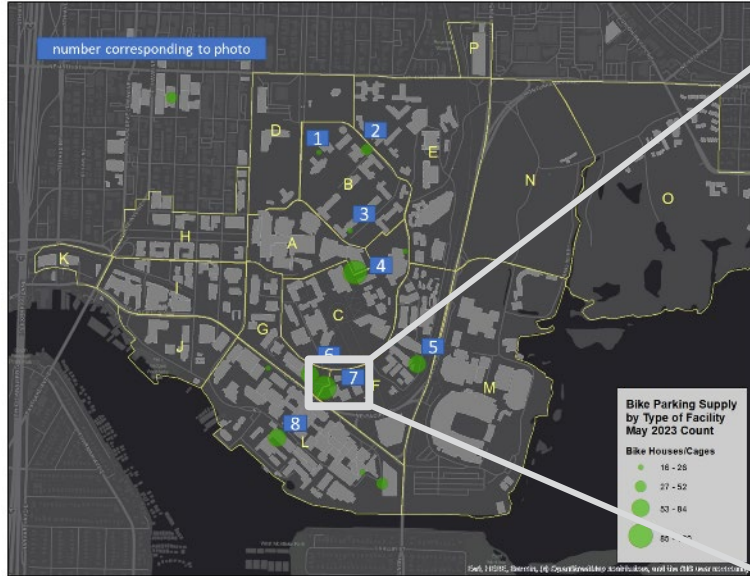 number corresponding to photo
P
D
1
2
E
B
N
O
3
H
A
K
4
I
C
G
J
5
6
7
F
M
8
L
Bike Parking Supply
by Type of Facility
May 2023 Count
Bike Houses/Cages
16 - 26
27 - 52
53 - 84